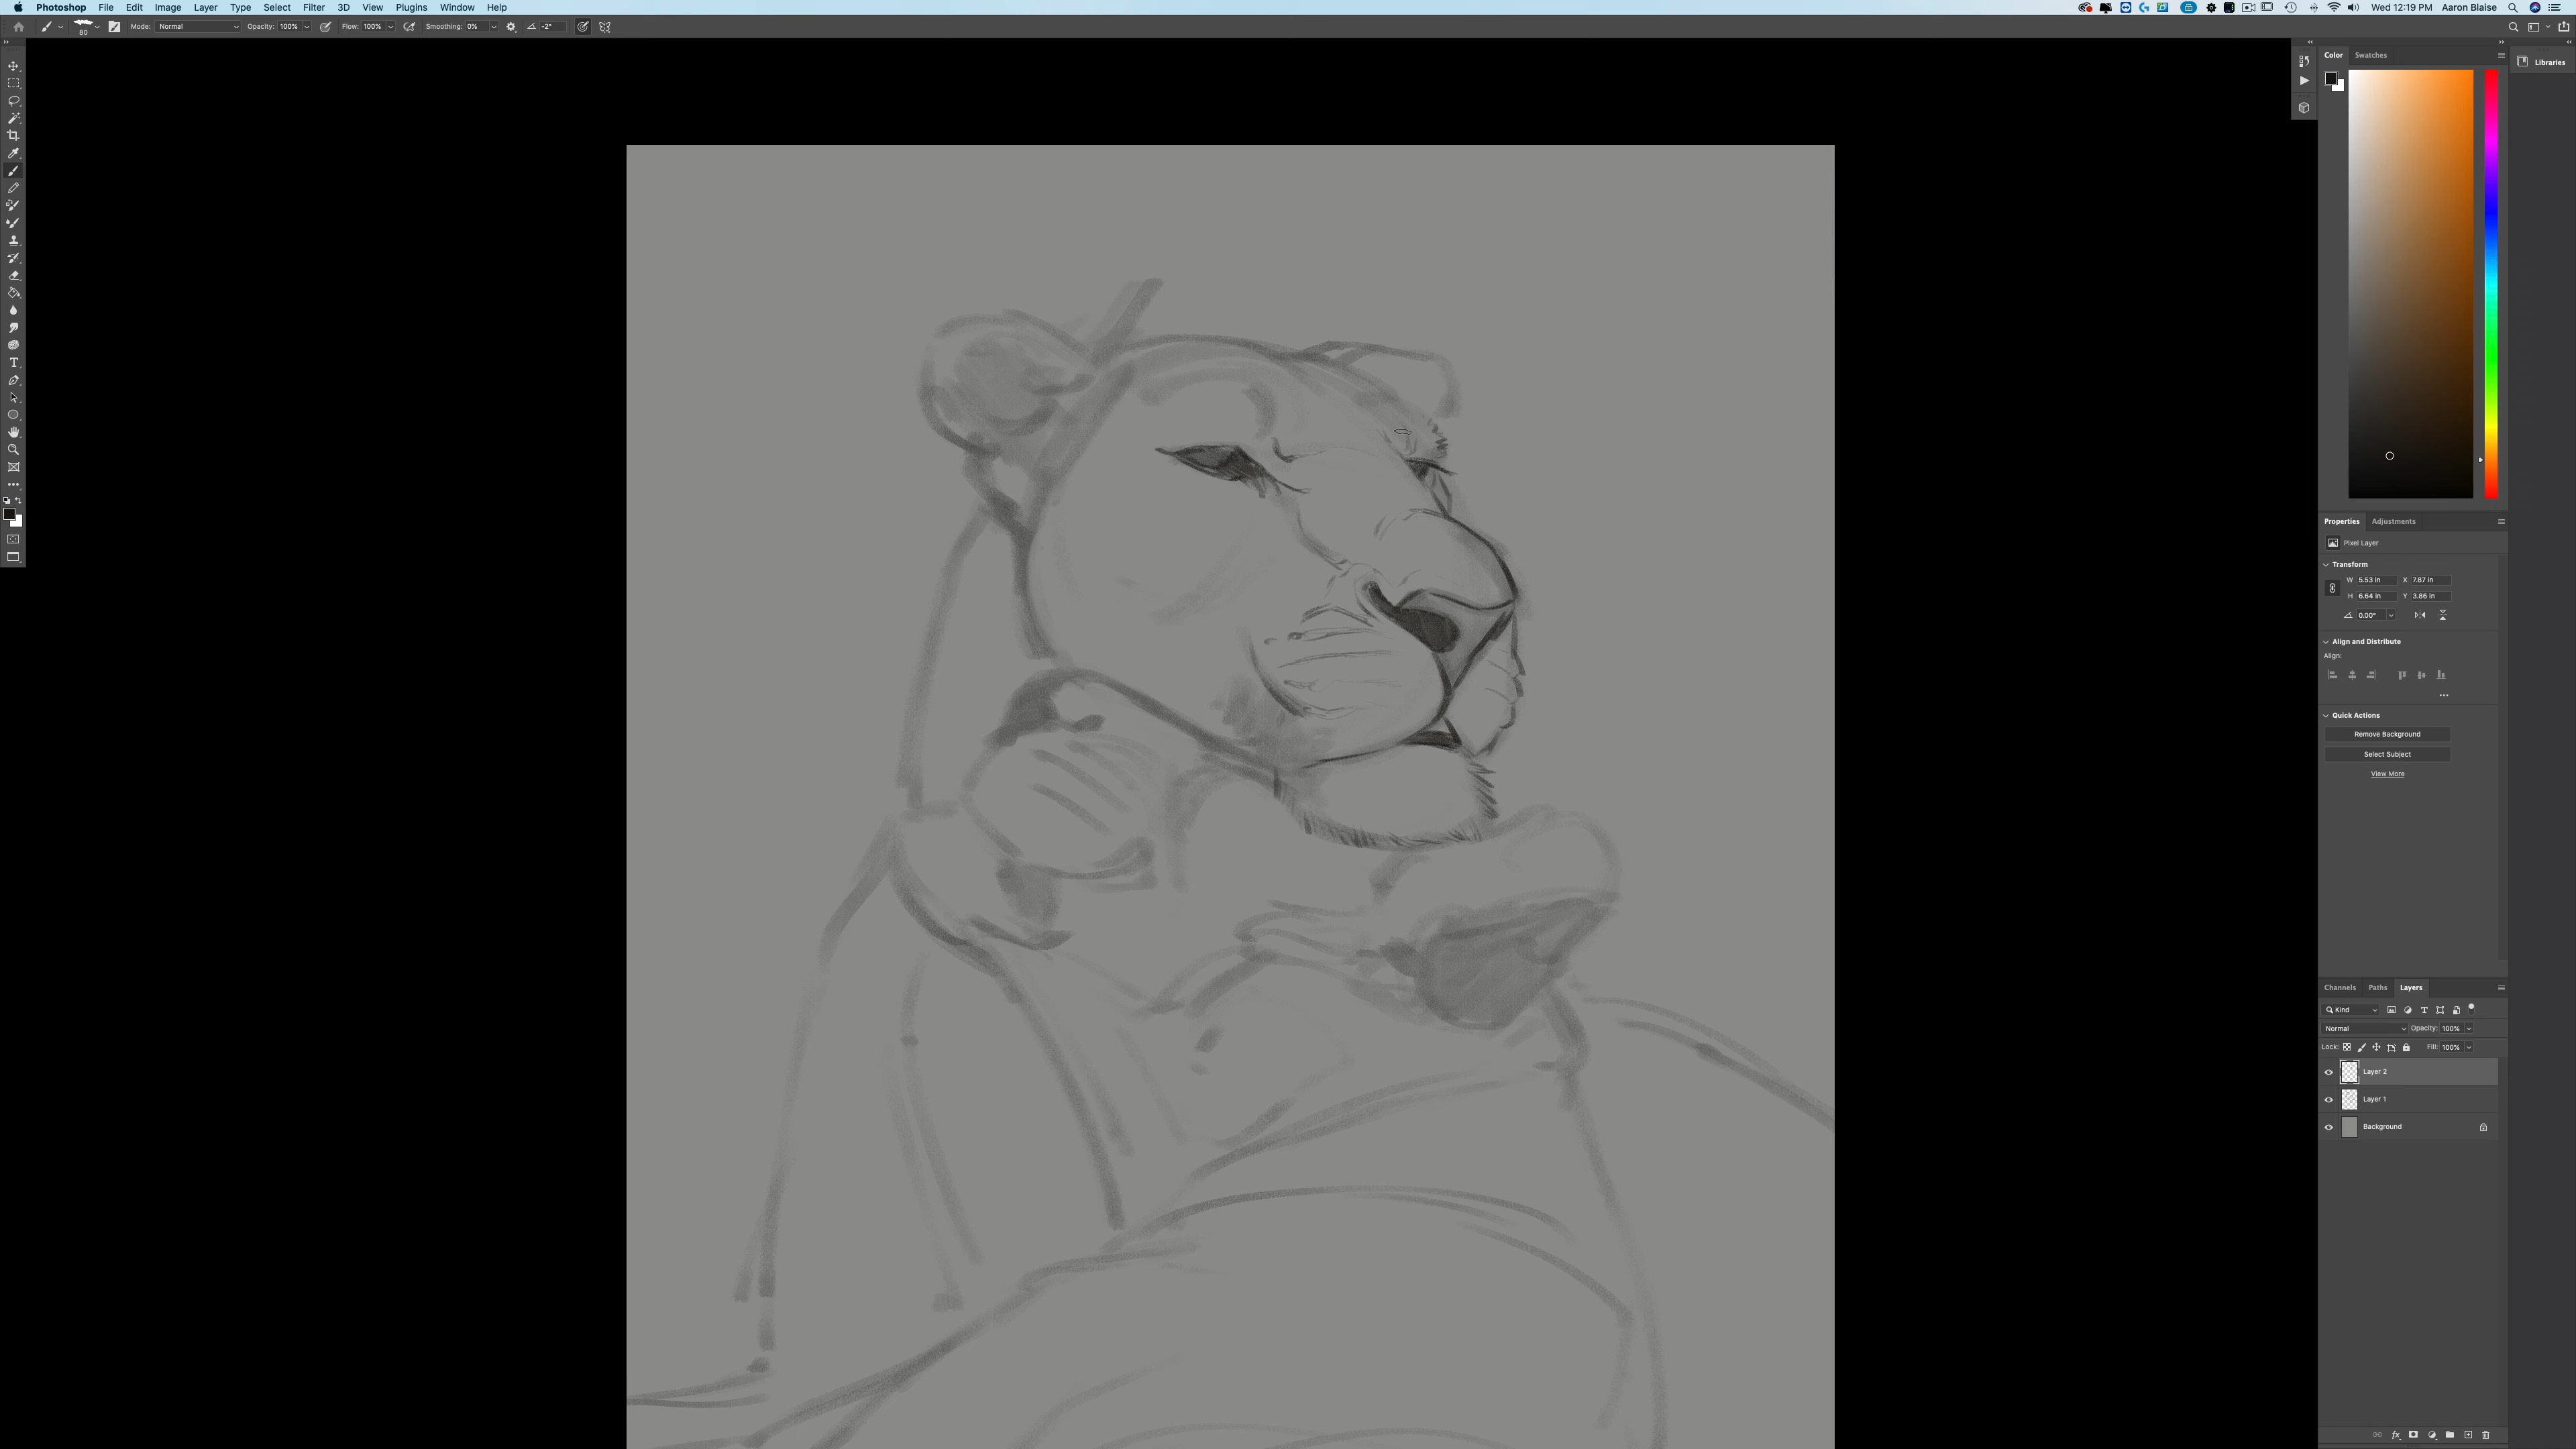 Photoshop File Edit Image Layer Type Select Filter 3D View Plugins Window Help Wed 12:19 PM Aaron Blaise
80 Mode: Normal Opacity: 100% Flow: 100% Smoothing: 0% -2°
Color Swatches
Libraries
Properties Adjustments
Pixel Layer
Transform
W 5.53 in X 7.87 in
H 6.64 in Y 3.86 in
0.00°
Align and Distribute
Align:
Quick Actions
Remove Background
Select Subject
View More
Channels Paths Layers
Kind
Normal Opacity: 100%
Lock: Fill: 100%
Layer 2
Layer 1
Background